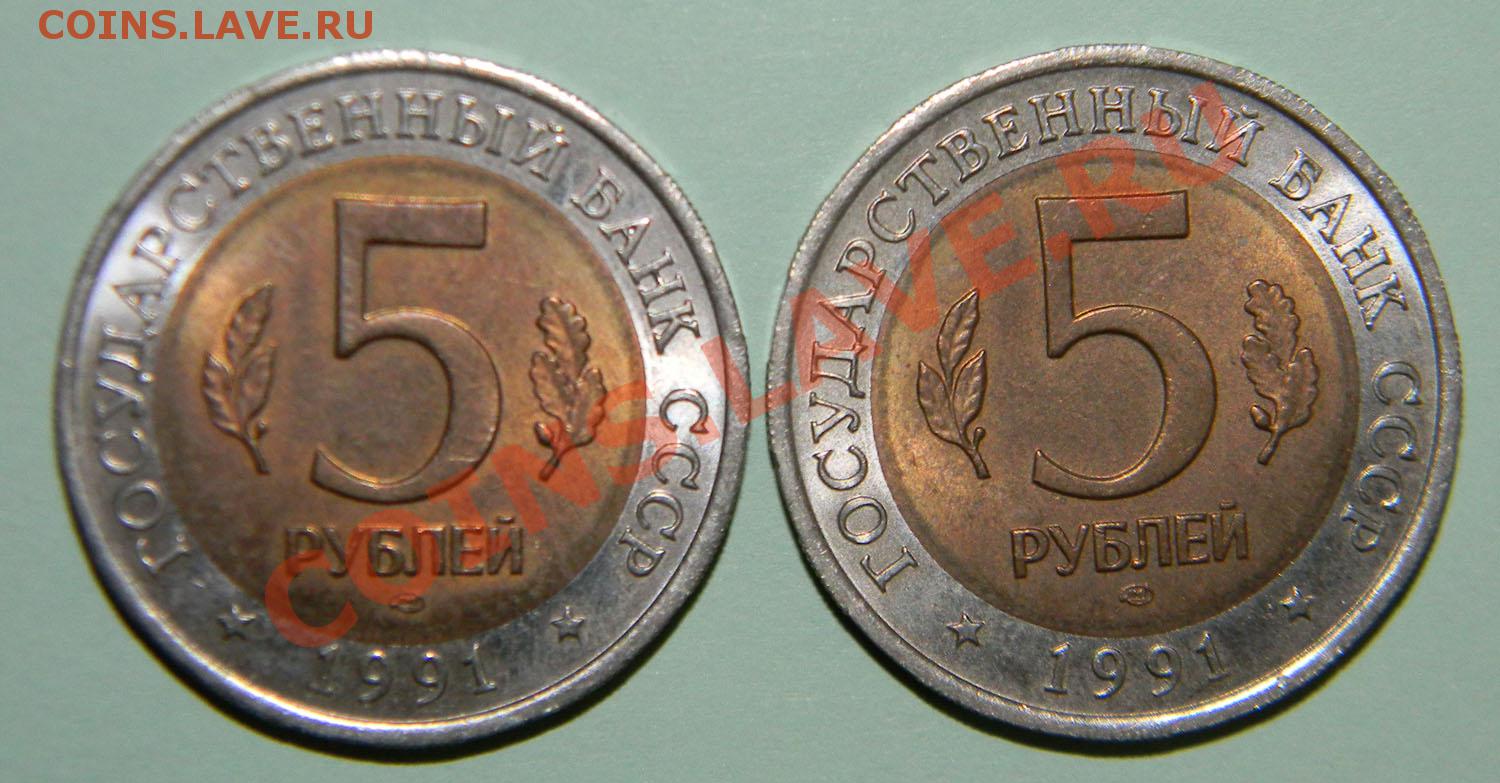 COINS.LAVE.RU
ГОСУДАРСТВЕННЫЙ БАНК СССР
5
РУБЛЕЙ
1991
ГОСУДАРСТВЕННЫЙ БАНК СССР
5
РУБЛЕЙ
1991
COINS.LAVE.RU